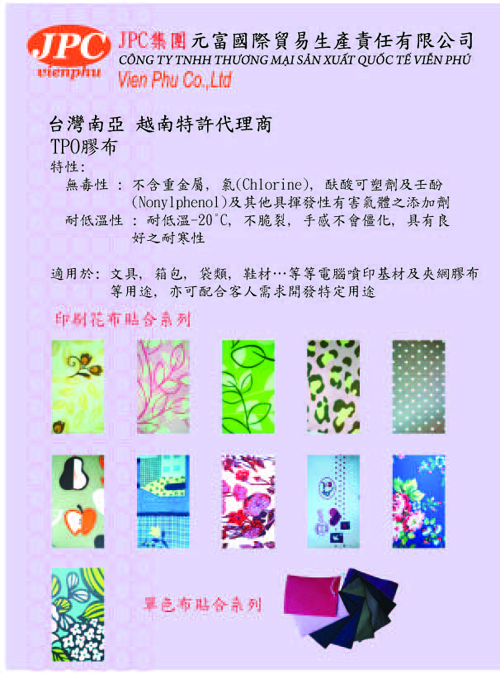 JPC
vienphu
JPC集團元富國際貿易生產責任有限公司
CÔNG TY TNHH THƯƠNG MẠI SẢN XUẤT QUỐC TẾ VIÊN PHÚ
Vien Phu Co.,Ltd
台灣南亞 越南特許代理商
TPO膠布
特性:
無毒性 : 不含重金屬, 氯(Chlorine), 酞酸可塑劑及壬酚
(Nonylphenol)及其他具揮發性有害氣體之添加劑
耐低溫性 : 耐低溫-20°C, 不脆裂, 手感不會僵化, 具有良
好之耐寒性
適用於: 文具, 箱包, 袋類, 鞋材…等等電腦噴印基材及夾網膠布
等用途, 亦可配合客人需求開發特定用途
印刷花布貼合系列
單色布貼合系列